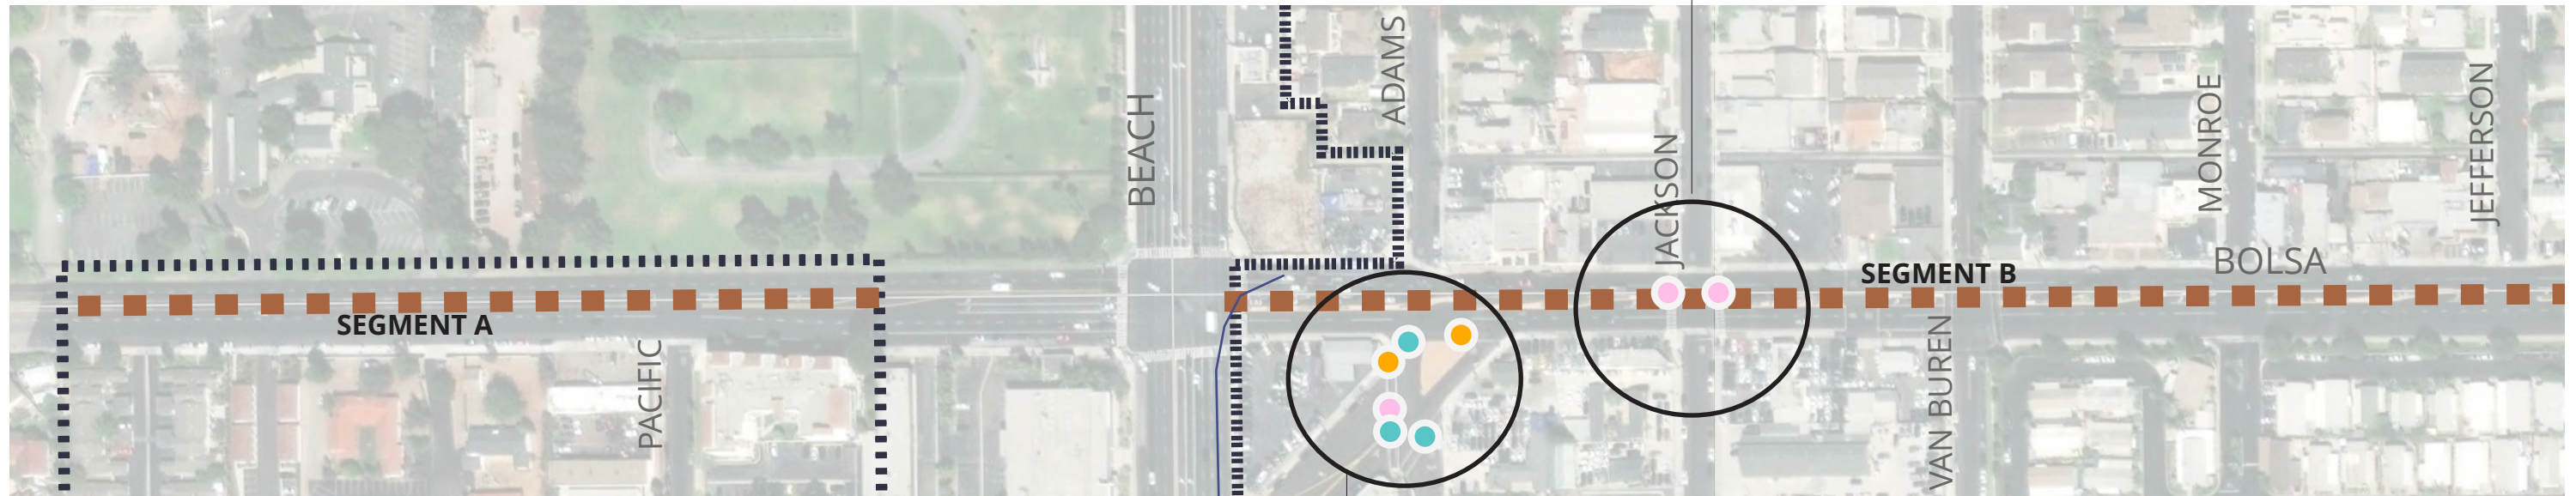 SEGMENT A
PACIFIC
BEACH
ADAMS
JACKSON
SEGMENT B
VAN BUREN
MONROE
BOLSA
JEFFERSON